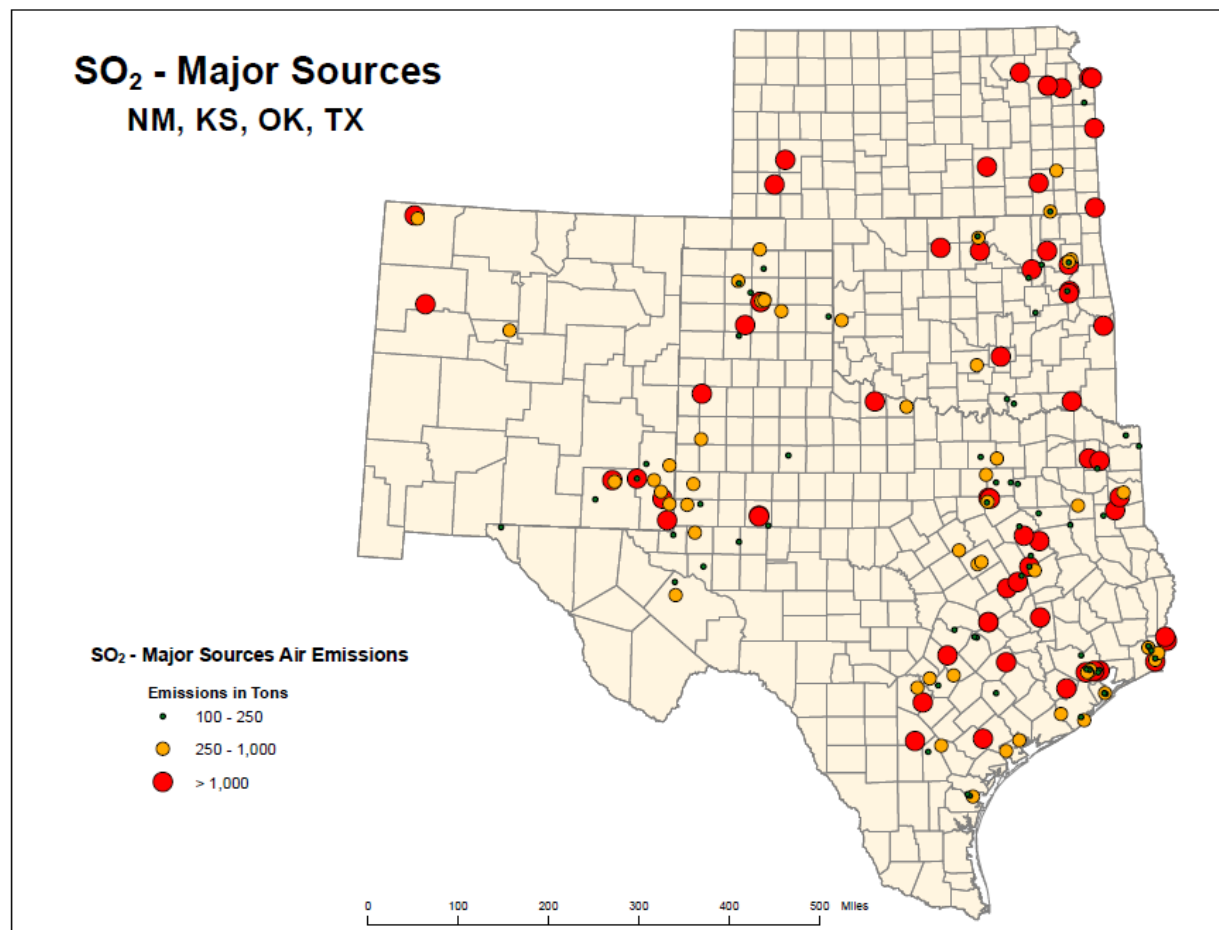 SO₂ - Major Sources
NM, KS, OK, TX
SO₂ - Major Sources Air Emissions
Emissions in Tons
100 - 250
250 - 1,000
> 1,000
0 100 200 300 400 500 Miles